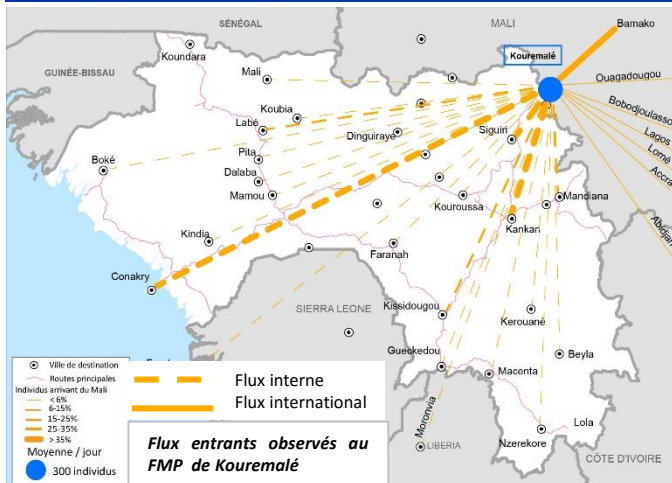 SÉNÉGAL
MALI
Bamako
Koundara
Kouremalé
GUINÉE-BISSAU
Mali
Ouagadougou
Koubia
Bobodjoulasso
Labé
Dinguiraye
Siguiri
Lagos
Pita
Lomé
Boké
Accra
Dalaba
Mandiana
Mamou
Kouroussa
Abidjan
Kankan
Kindia
Faranah
Conakry
SIERRA LEONE
Kissidougou
Kerouané
Gueckedou
Beyla
Macenta
Moronvia
LIBERIA
Lola
Nzerekore
CÔTE D'IVOIRE
Ville de destination
Routes principales
Individus arrivant du Mali
< 6%
6-15%
15-25%
25-35%
> 35%
Moyenne / jour
300 individus
Flux interne
Flux international
Flux entrants observés au
FMP de Kouremalé